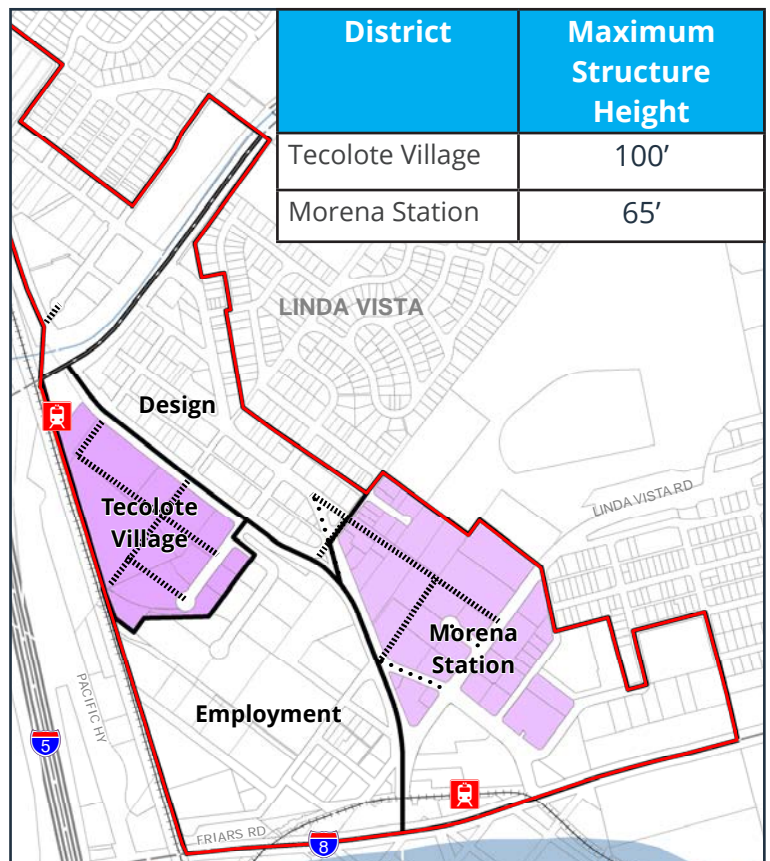 District
Maximum
Structure
Height
Tecolote Village
100’
Morena Station
65’
LINDA VISTA
Design
LINDA VISTA RD
Tecolote
Village
Morena
Station
PACIFIC HY
Employment
5
FRIARS RD
8